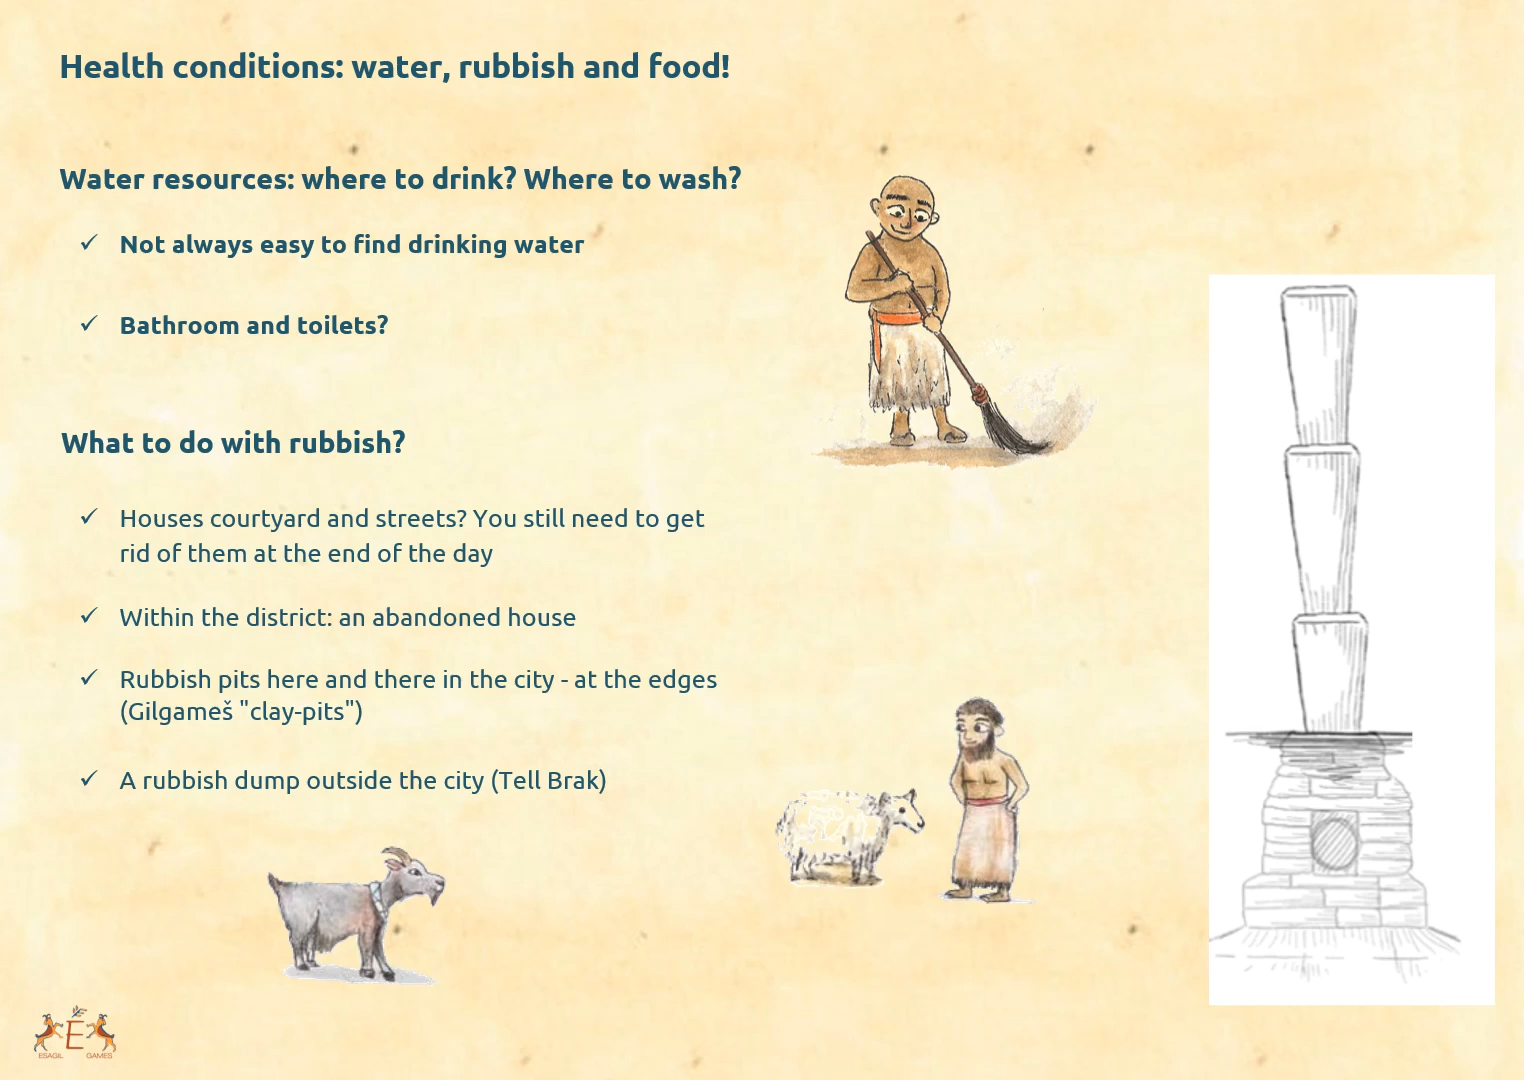 Health conditions: water, rubbish and food!
Water resources: where to drink? Where to wash?
✓ Not always easy to find drinking water
✓ Bathroom and toilets?
What to do with rubbish?
✓ Houses courtyard and streets? You still need to get
rid of them at the end of the day
✓ Within the district: an abandoned house
✓ Rubbish pits here and there in the city - at the edges
(Gilgameš "clay-pits")
✓ A rubbish dump outside the city (Tell Brak)
E
ESAGIL GAMES